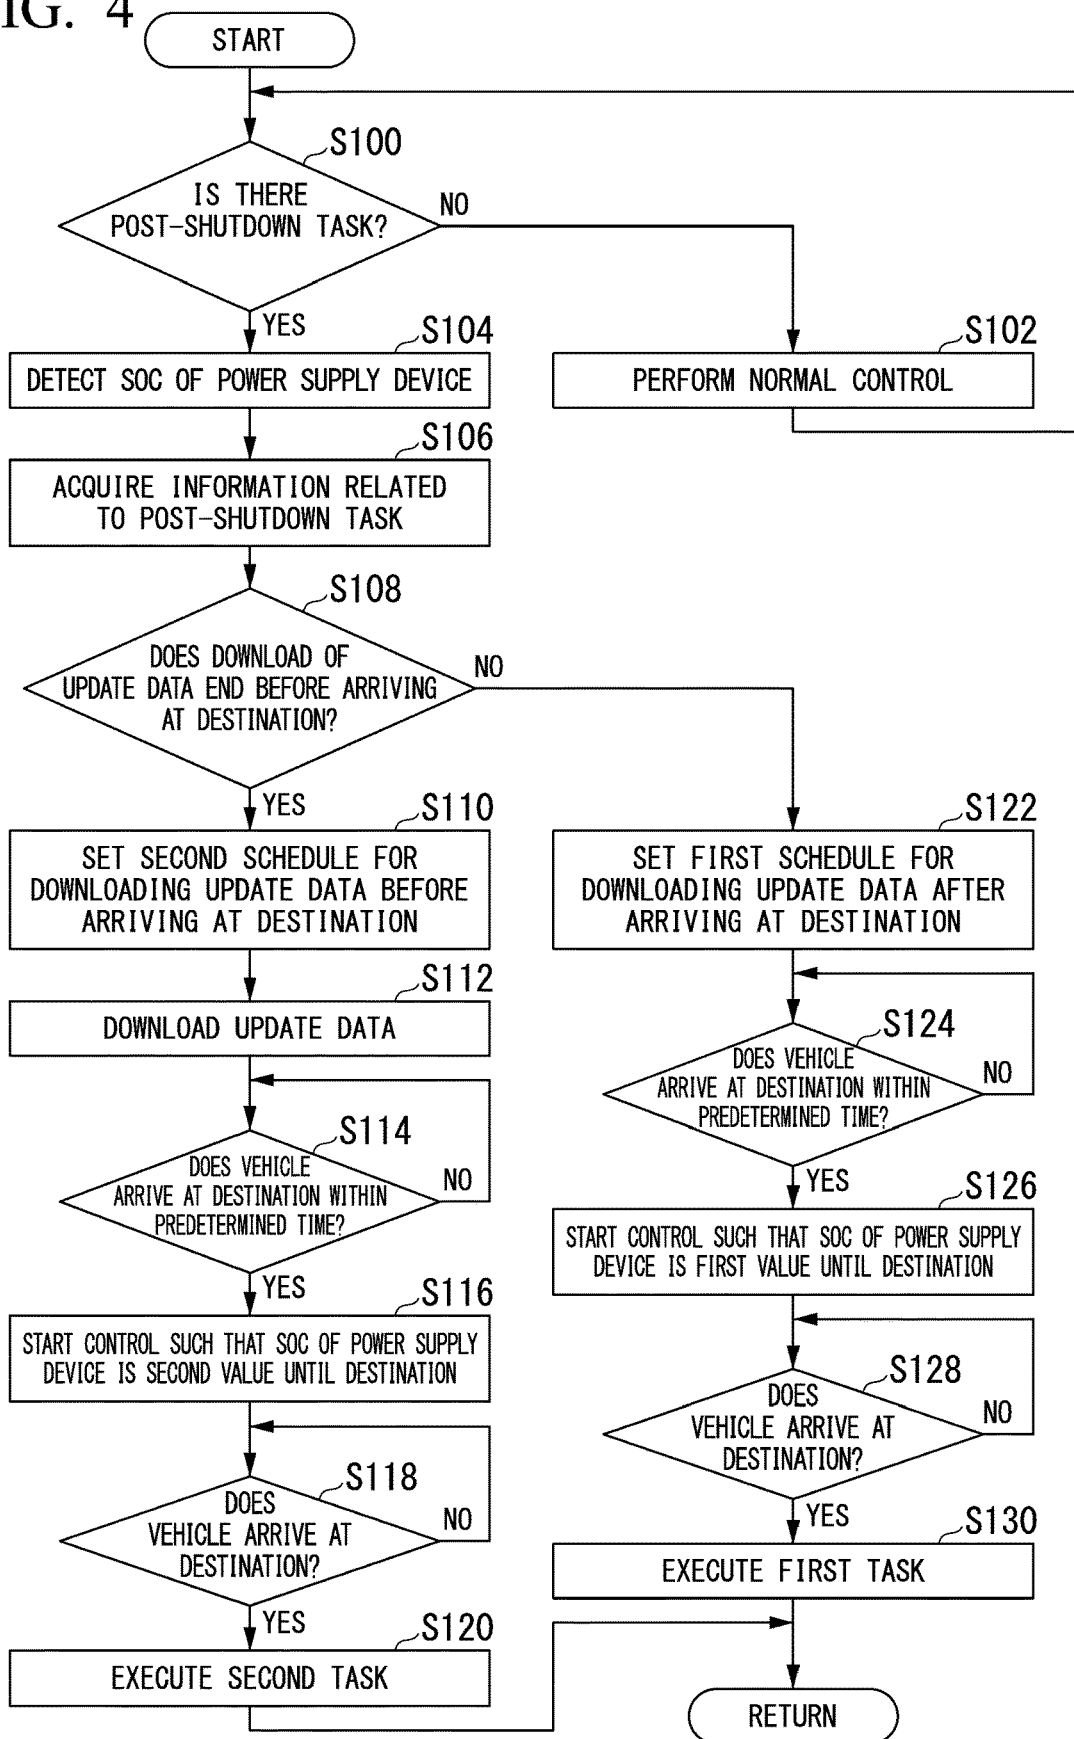 IG. 4
START
S100
IS THERE
POST-SHUTDOWN TASK?
NO
YES
S104
DETECT SOC OF POWER SUPPLY DEVICE
S102
PERFORM NORMAL CONTROL
S106
ACQUIRE INFORMATION RELATED
TO POST-SHUTDOWN TASK
S108
DOES DOWNLOAD OF
UPDATE DATA END BEFORE ARRIVING
AT DESTINATION?
NO
YES
S110
SET SECOND SCHEDULE FOR
DOWNLOADING UPDATE DATA BEFORE
ARRIVING AT DESTINATION
S112
DOWNLOAD UPDATE DATA
S114
DOES VEHICLE
ARRIVE AT DESTINATION WITHIN
PREDETERMINED TIME?
NO
YES
S116
START CONTROL SUCH THAT SOC OF POWER SUPPLY
DEVICE IS SECOND VALUE UNTIL DESTINATION
S118
DOES
VEHICLE ARRIVE AT
DESTINATION?
NO
YES
S120
EXECUTE SECOND TASK
S122
SET FIRST SCHEDULE FOR
DOWNLOADING UPDATE DATA AFTER
ARRIVING AT DESTINATION
S124
DOES VEHICLE
ARRIVE AT DESTINATION WITHIN
PREDETERMINED TIME?
NO
YES
S126
START CONTROL SUCH THAT SOC OF POWER SUPPLY
DEVICE IS FIRST VALUE UNTIL DESTINATION
S128
DOES
VEHICLE ARRIVE AT
DESTINATION?
NO
YES
S130
EXECUTE FIRST TASK
RETURN